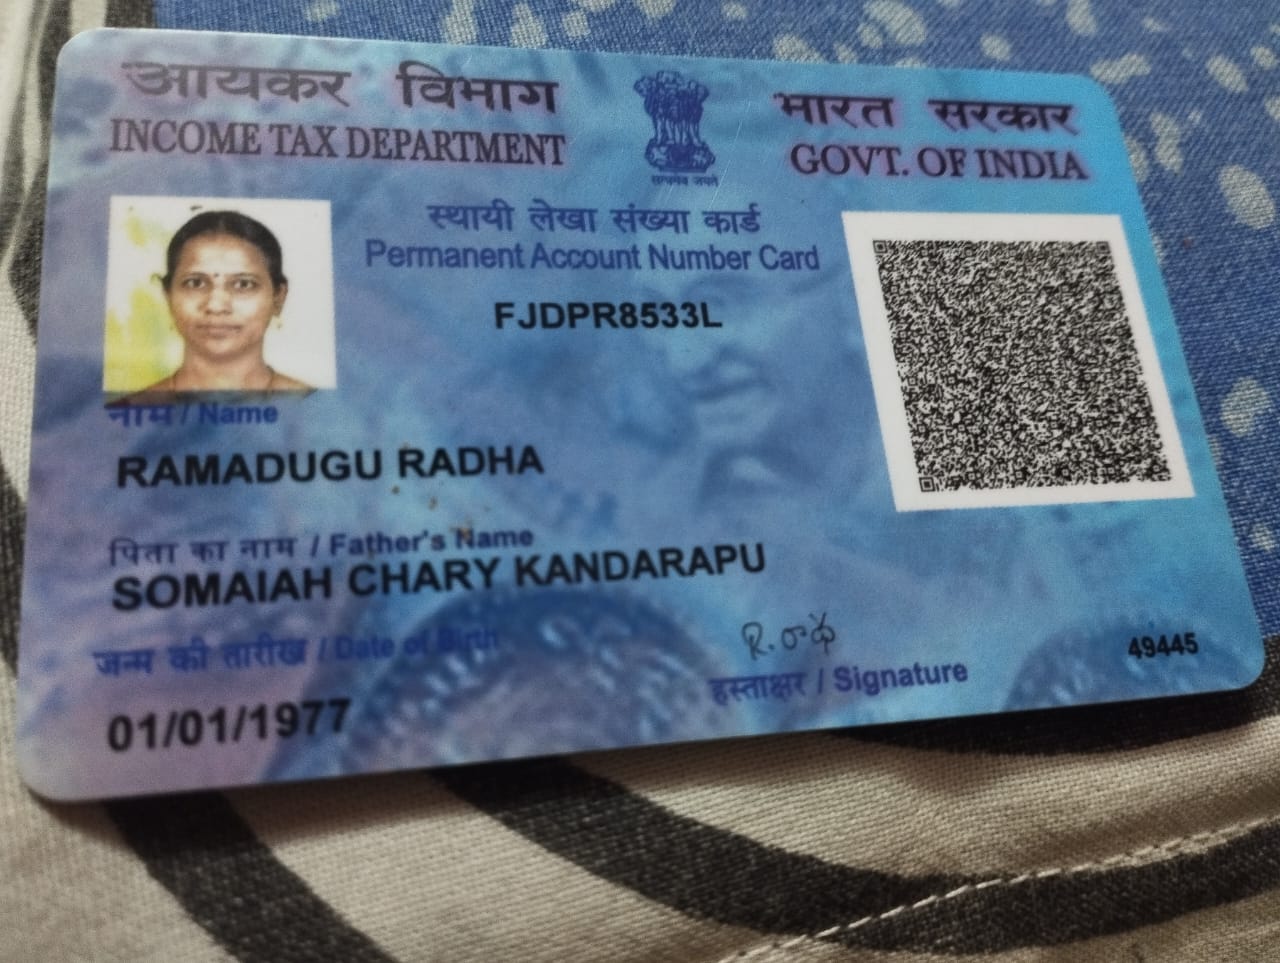 आयकर विभाग
INCOME TAX DEPARTMENT
सत्यमेव जयते
भारत सरकार
GOVT. OF INDIA
स्थायी लेखा संख्या कार्ड
Permanent Account Number Card
FJDPR8533L
नाम / Name
RAMADUGU RADHA
पिता का नाम / Father's Name
SOMAIAH CHARY KANDARAPU
जन्म की तारीख / Date of Birth
01/01/1977
R. రాధ
हस्ताक्षर / Signature
49445